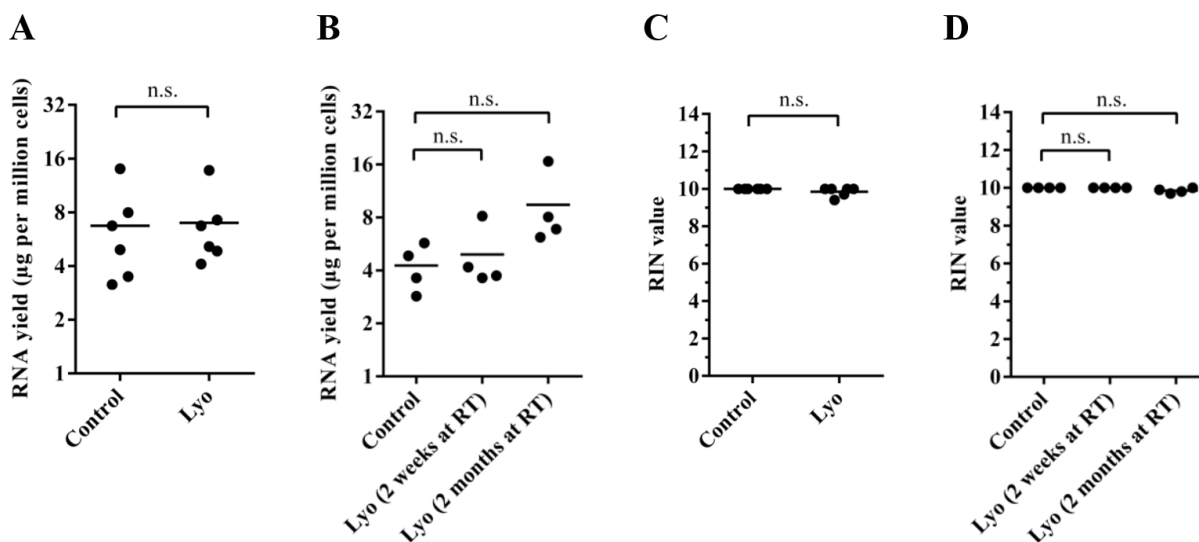 A
B
C
D
RNA yield (µg per million cells)
32
16
8
4
2
1
n.s.
Control
Lyo
RNA yield (µg per million cells)
32
16
8
4
2
1
n.s.
n.s.
Control
Lyo (2 weeks at RT)
Lyo (2 months at RT)
RIN value
14
12
10
8
6
4
2
0
n.s.
Control
Lyo
RIN value
14
12
10
8
6
4
2
0
n.s.
n.s.
Control
Lyo (2 weeks at RT)
Lyo (2 months at RT)